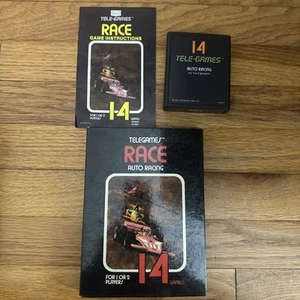 TELE-GAMES
RACE
GAME INSTRUCTIONS
FOR 1 OR 2
PLAYERS
14
14
TELE-GAMES
AUTO RACING
TELEGAMES
RACE
AUTO RACING
FOR 1 OR 2
PLAYERS
14
GAMES